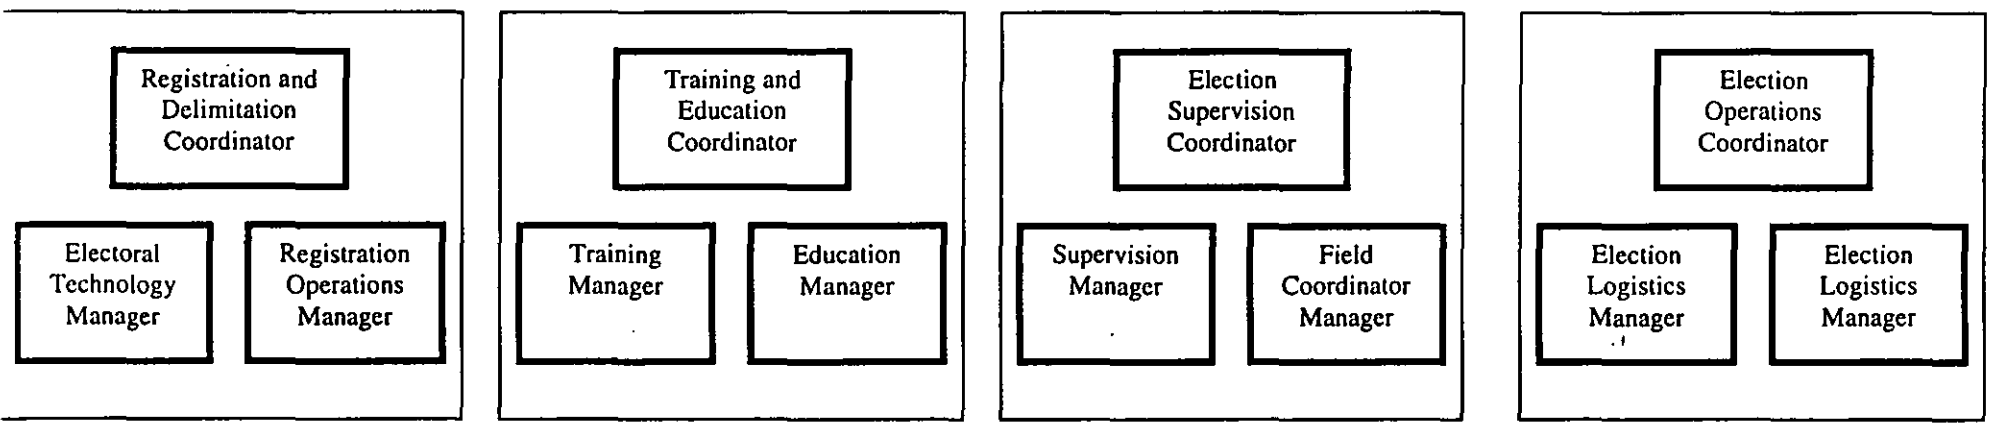 Registration and
Delimitation
Coordinator
Electoral
Technology
Manager
Registration
Operations
Manager
Training and
Education
Coordinator
Training
Manager
Education
Manager
Election
Supervision
Coordinator
Supervision
Manager
Field
Coordinator
Manager
Election
Operations
Coordinator
Election
Logistics
Manager
Election
Logistics
Manager